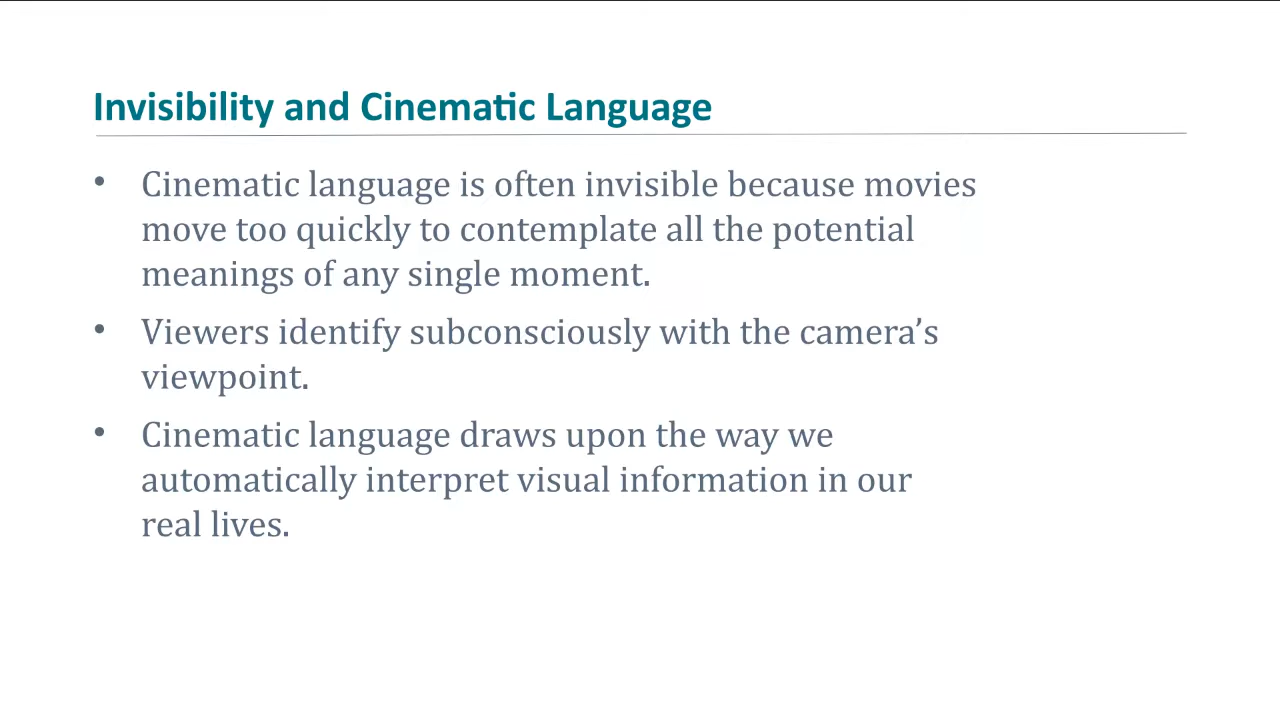 Invisibility and Cinematic Language
• Cinematic language is often invisible because movies
move too quickly to contemplate all the potential
meanings of any single moment.
• Viewers identify subconsciously with the camera’s
viewpoint.
• Cinematic language draws upon the way we
automatically interpret visual information in our
real lives.